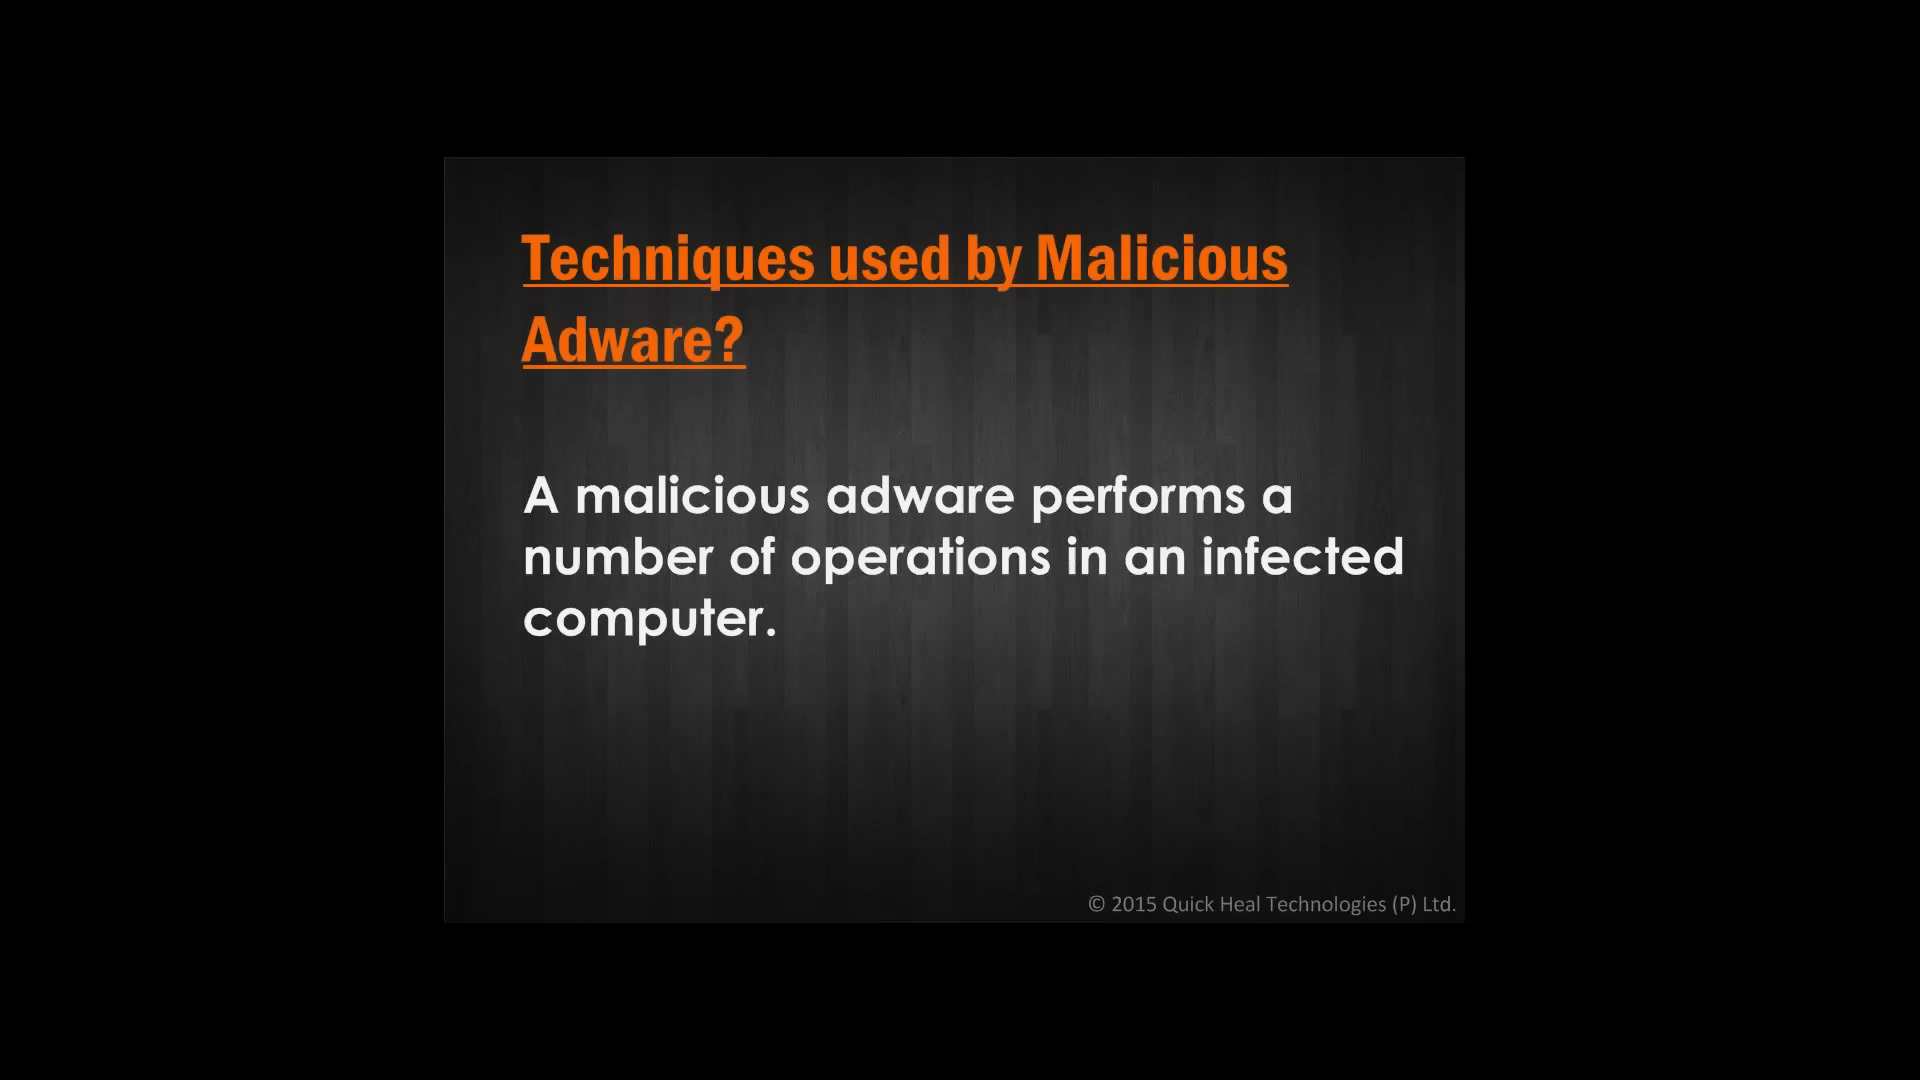 Techniques used by Malicious
Adware?
A malicious adware performs a
number of operations in an infected
computer.
© 2015 Quick Heal Technologies (P) Ltd.